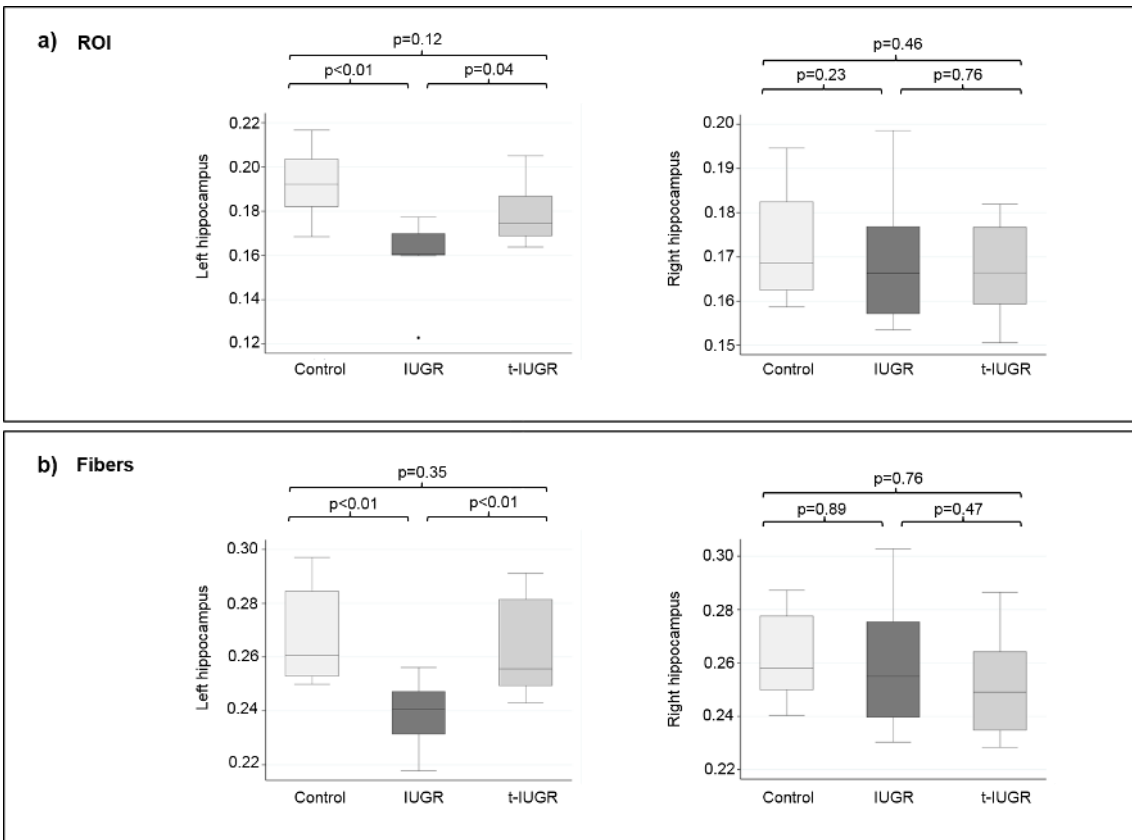 a) ROI
p=0.12
p<0.01 p=0.04
Left hippocampus
0.22
0.20
0.18
0.16
0.14
0.12
Control IUGR t-IUGR
p=0.46
p=0.23 p=0.76
Right hippocampus
0.20
0.19
0.18
0.17
0.16
0.15
Control IUGR t-IUGR
b) Fibers
p=0.35
p<0.01 p<0.01
Left hippocampus
0.30
0.28
0.26
0.24
0.22
Control IUGR t-IUGR
p=0.76
p=0.89 p=0.47
Right hippocampus
0.30
0.28
0.26
0.24
0.22
Control IUGR t-IUGR